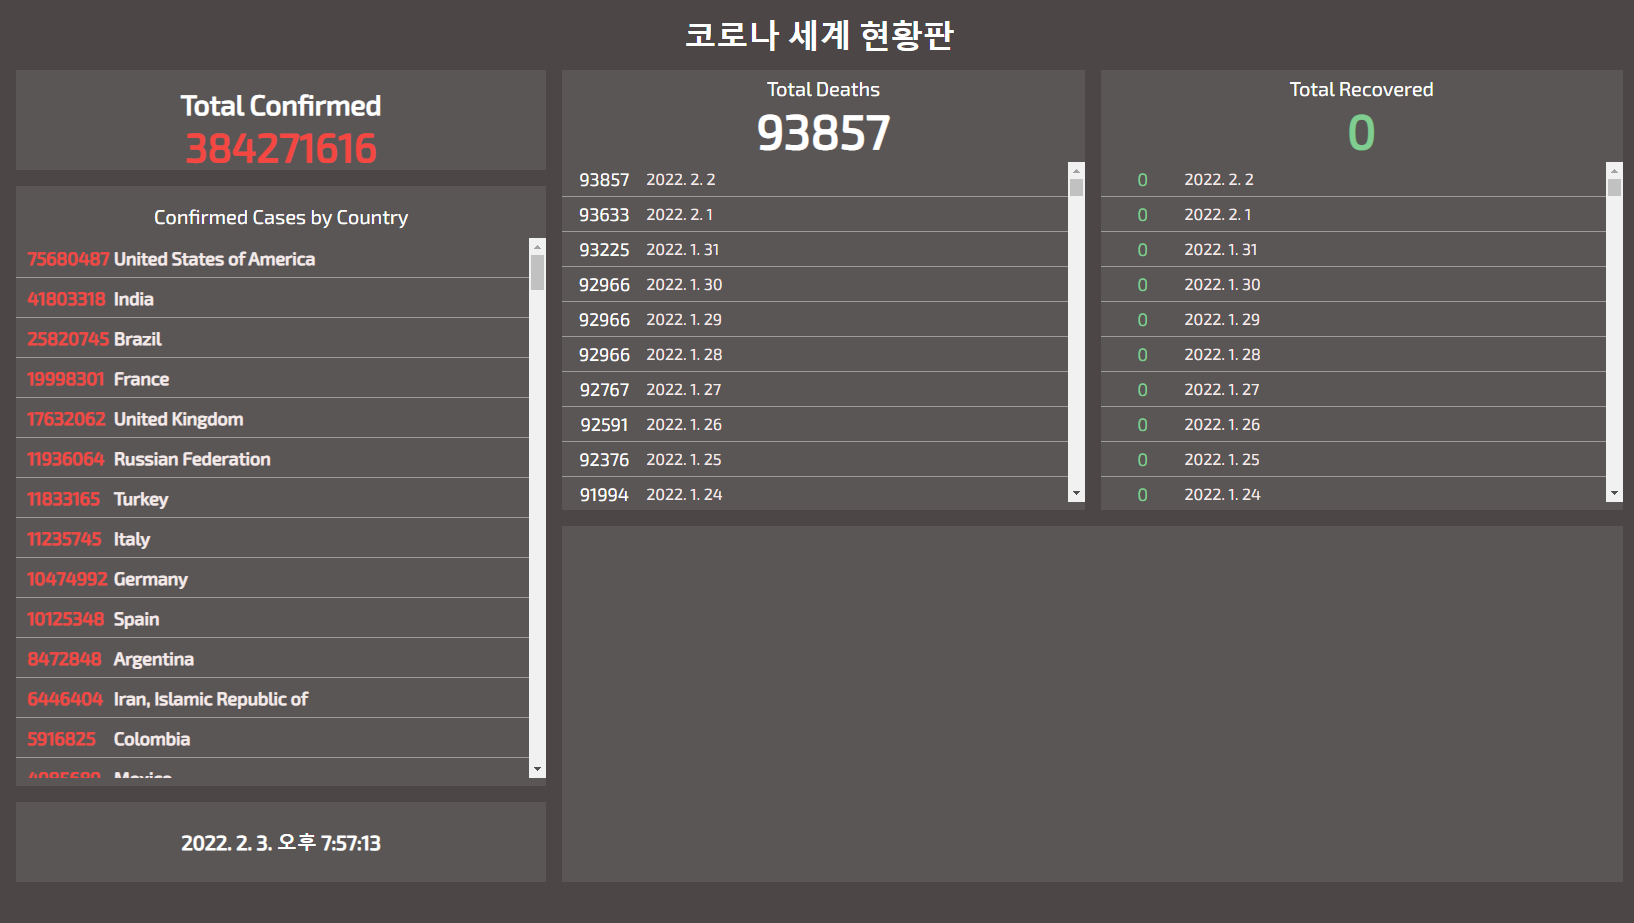 코로나 세계 현황판
Total Confirmed
384271616
Confirmed Cases by Country
75680487 United States of America
41803318 India
25820745 Brazil
19998301 France
17632062 United Kingdom
11936064 Russian Federation
11833165 Turkey
11235745 Italy
10474992 Germany
10125348 Spain
8472848 Argentina
6446404 Iran, Islamic Republic of
5916825 Colombia
Mexico
2022. 2. 3. 오후 7:57:13
Total Deaths
93857
93857 2022. 2. 2
93633 2022. 2. 1
93225 2022. 1. 31
92966 2022. 1. 30
92966 2022. 1. 29
92966 2022. 1. 28
92767 2022. 1. 27
92591 2022. 1. 26
92376 2022. 1. 25
91994 2022. 1. 24
Total Recovered
0
0 2022. 2. 2
0 2022. 2. 1
0 2022. 1. 31
0 2022. 1. 30
0 2022. 1. 29
0 2022. 1. 28
0 2022. 1. 27
0 2022. 1. 26
0 2022. 1. 25
0 2022. 1. 24